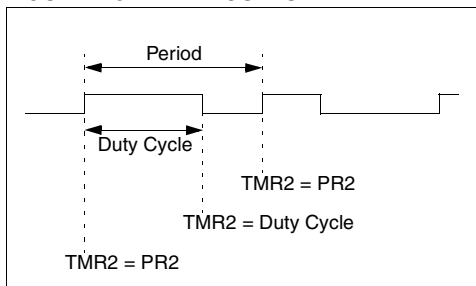 Period
Duty Cycle
TMR2 = PR2
TMR2 = Duty Cycle
TMR2 = PR2